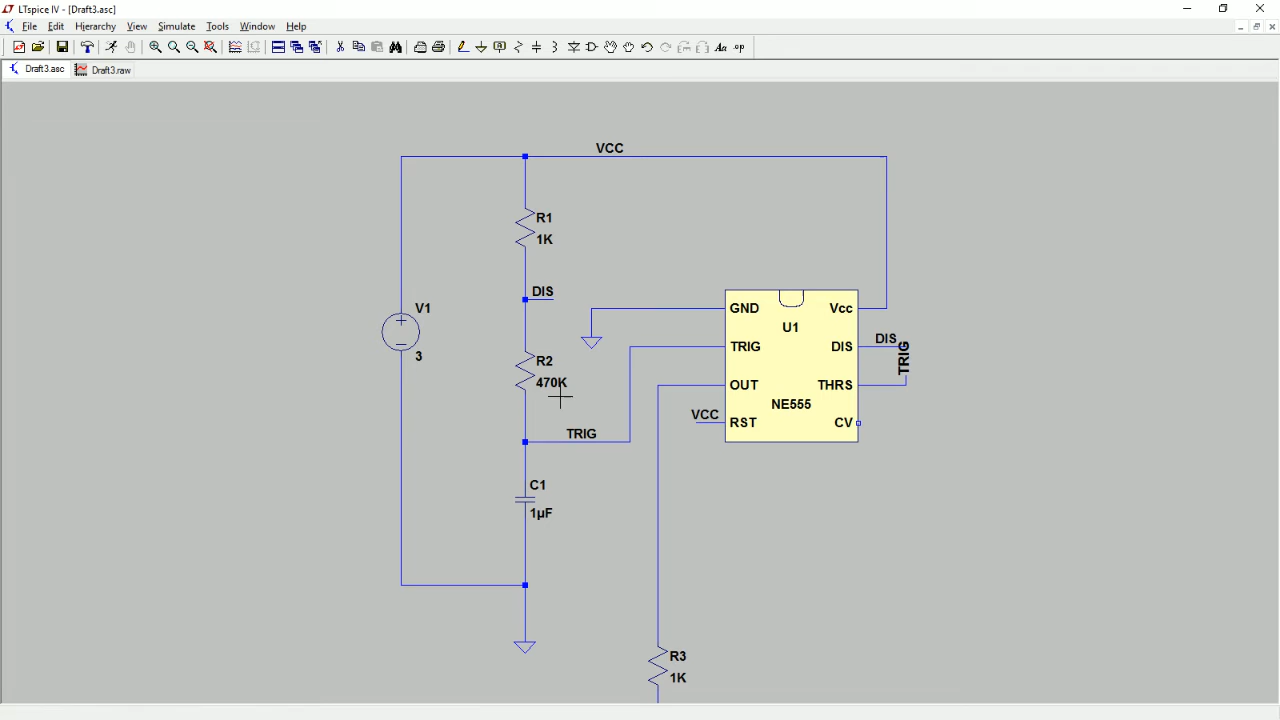 LTspice IV - [Draft3.asc]
File Edit Hierarchy View Simulate Tools Window Help
Aa .op
Draft3.asc Draft3.raw
VCC
R1
1K
DIS
V1
3
R2
470K
TRIG
C1
1µF
GND Vcc
U1
TRIG DIS
DIS
TRIG
OUT THRS
NE555
VCC
RST CV
R3
1K